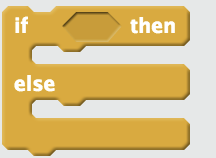 if then
else